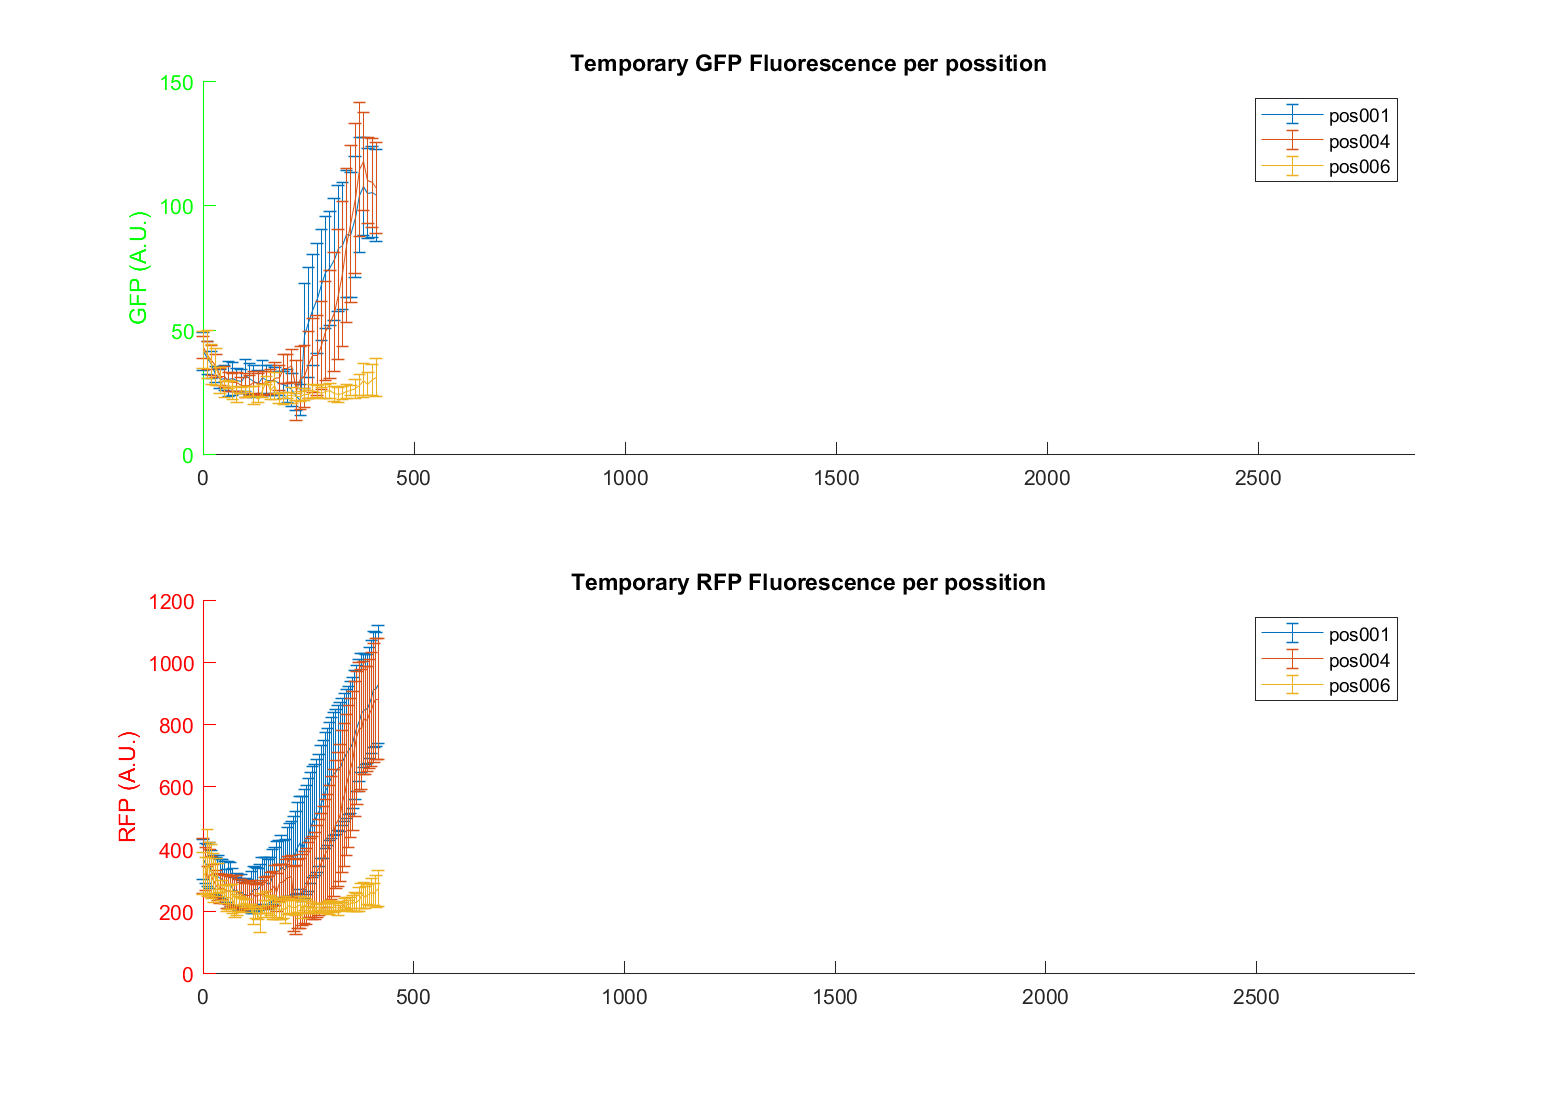 Temporary GFP Fluorescence per possition
150
100
50
0
GFP (A.U.)
pos001
pos004
pos006
0 500 1000 1500 2000 2500
Temporary RFP Fluorescence per possition
1200
1000
800
600
400
200
0
RFP (A.U.)
pos001
pos004
pos006
0 500 1000 1500 2000 2500